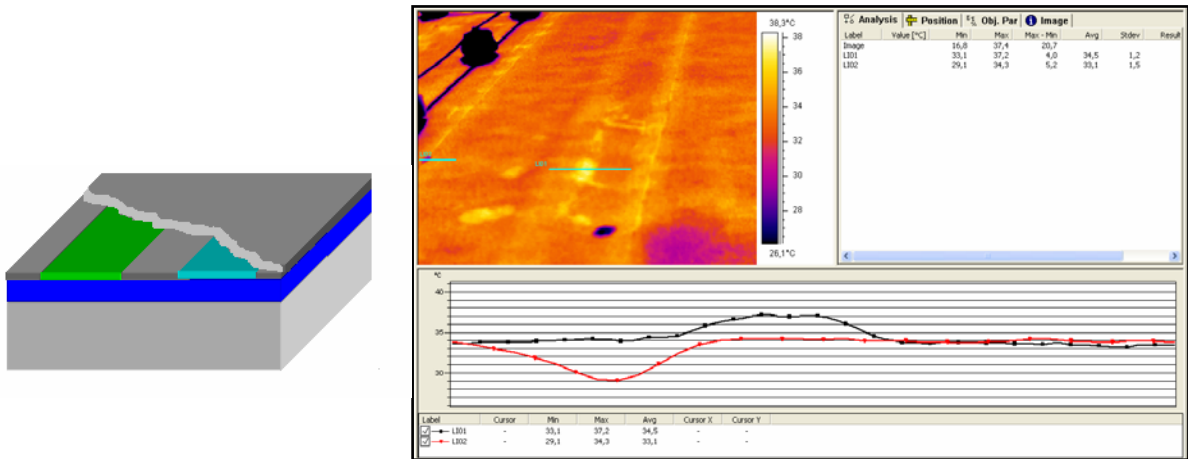 38,3°C
38
36
34
32
30
28
26,1°C
LI01
Analysis Position Obj. Par Image
Label Value [°C] Min Max Max - Min Avg Stdev Result
Image 16,8 37,4 20,7
LI01 33,1 37,2 4,0 34,5 1,2
LI02 29,1 34,3 5,2 33,1 1,5
°C
40
35
30
Label Cursor Min Max Avg Cursor X Cursor Y
LI01 - 33,1 37,2 34,5 - -
LI02 - 29,1 34,3 33,1 - -